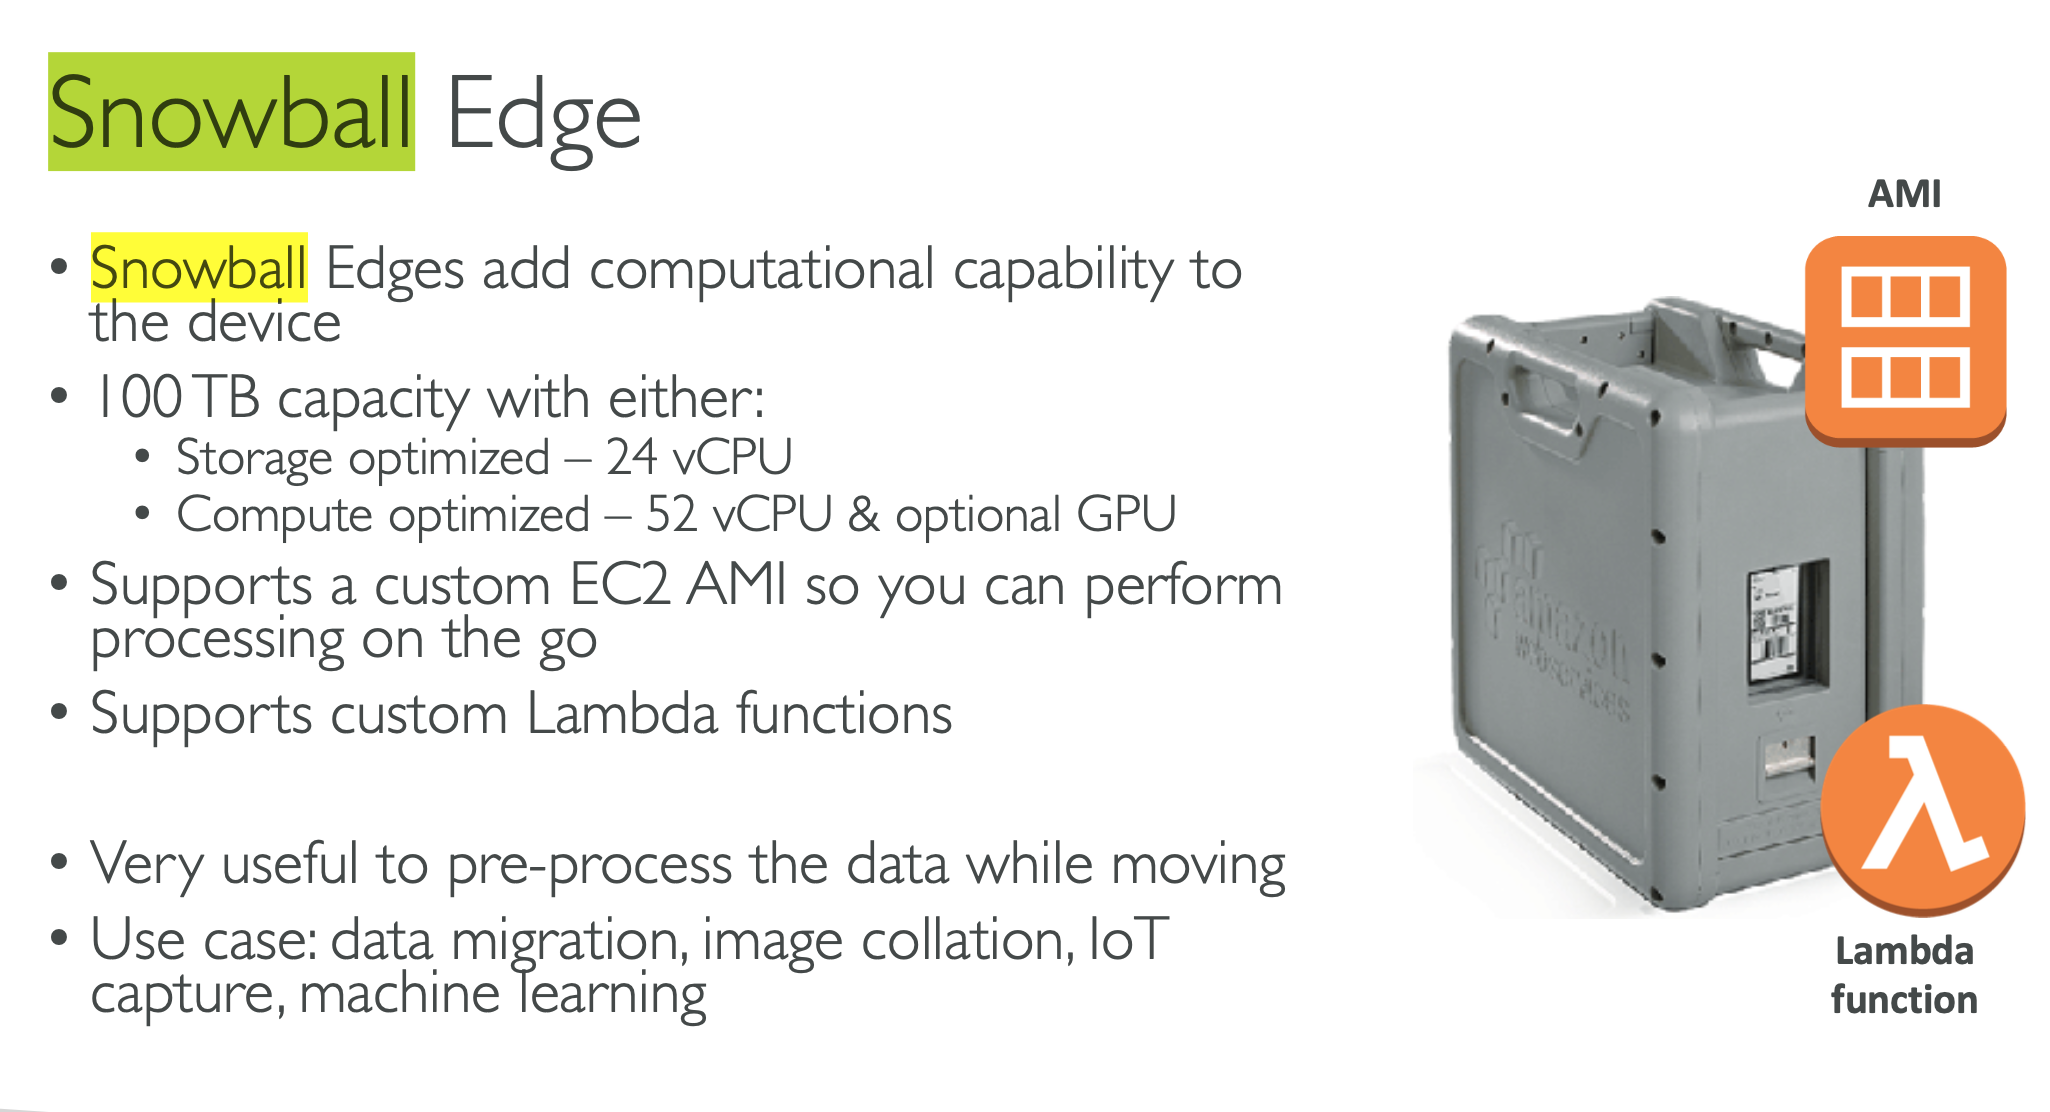 Snowball Edge
• Snowball Edges add computational capability to
the device
• 100 TB capacity with either:
• Storage optimized – 24 vCPU
• Compute optimized – 52 vCPU & optional GPU
• Supports a custom EC2 AMI so you can perform
processing on the go
• Supports custom Lambda functions
• Very useful to pre-process the data while moving
• Use case: data migration, image collation, IoT
capture, machine learning
AMI
amazon
webservices
λ
Lambda
function